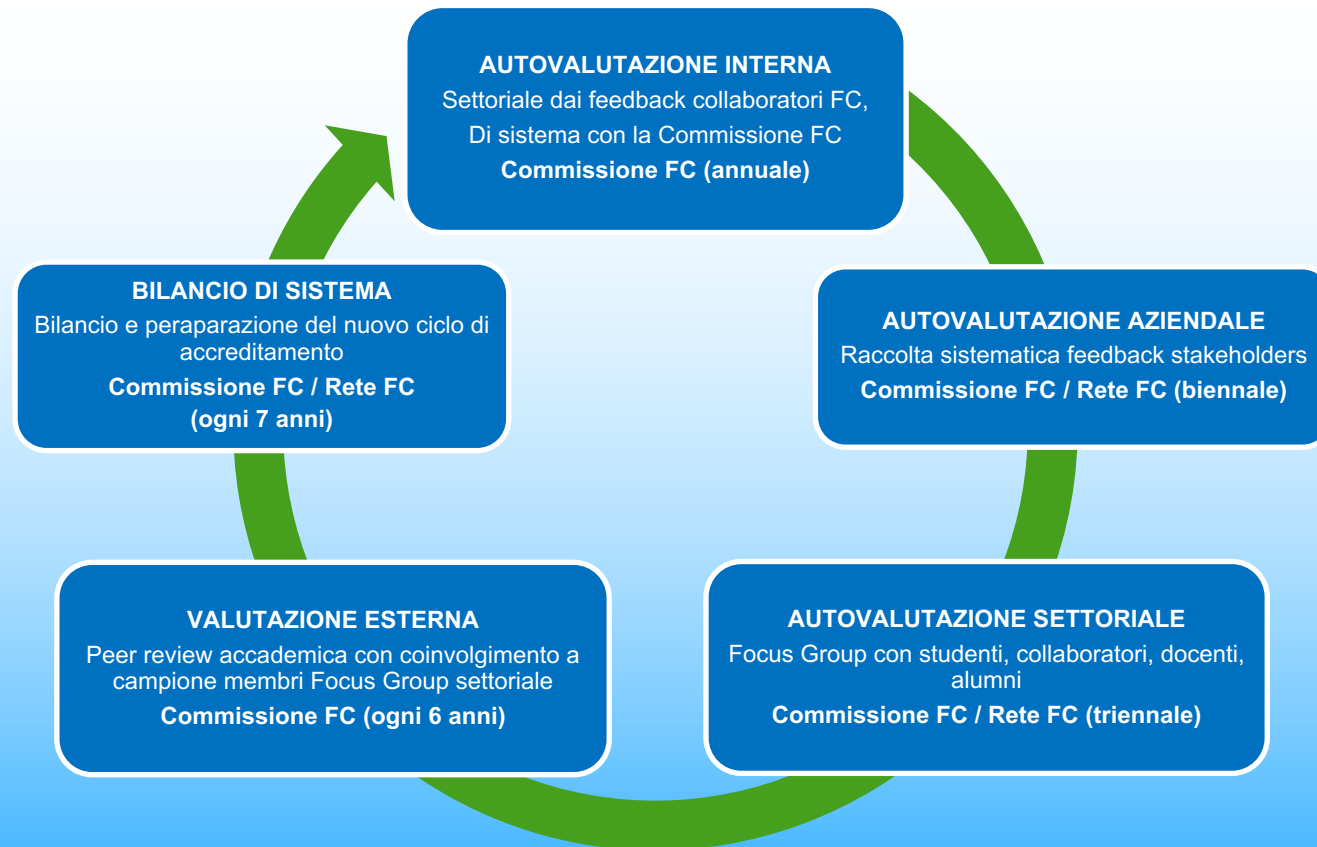 AUTOVALUTAZIONE INTERNA
Settoriale dai feedback collaboratori FC,
Di sistema con la Commissione FC
Commissione FC (annuale)
BILANCIO DI SISTEMA
Bilancio e peraparazione del nuovo ciclo di
accreditamento
Commissione FC / Rete FC
(ogni 7 anni)
AUTOVALUTAZIONE AZIENDALE
Raccolta sistematica feedback stakeholders
Commissione FC / Rete FC (biennale)
VALUTAZIONE ESTERNA
Peer review accademica con coinvolgimento a
campione membri Focus Group settoriale
Commissione FC (ogni 6 anni)
AUTOVALUTAZIONE SETTORIALE
Focus Group con studenti, collaboratori, docenti,
alumni
Commissione FC / Rete FC (triennale)